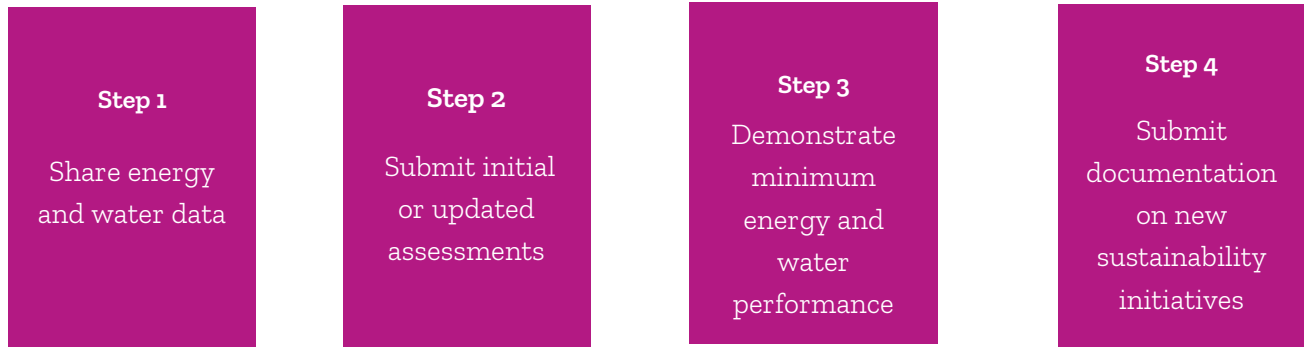 Step 1
Share energy
and water data
Step 2
Submit initial
or updated
assessments
Step 3
Demonstrate
minimum
energy and
water
performance
Step 4
Submit
documentation
on new
sustainability
initiatives